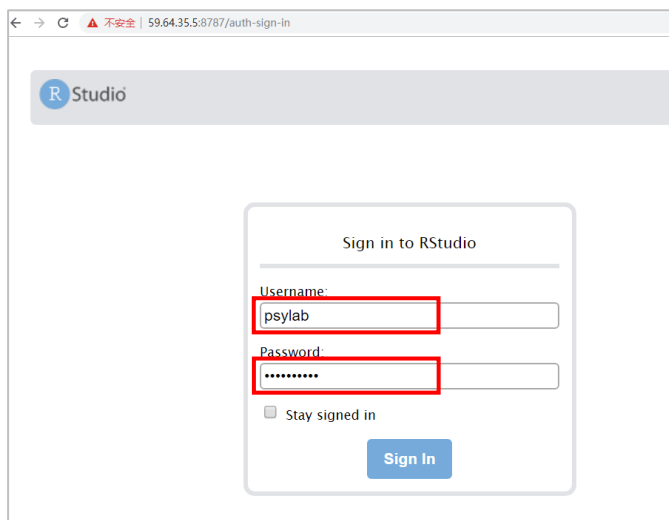 不安全 | 59.64.35.5:8787/auth-sign-in
R Studio
Sign in to RStudio
Username:
psylab
Password:
••••••••••
Stay signed in
Sign In